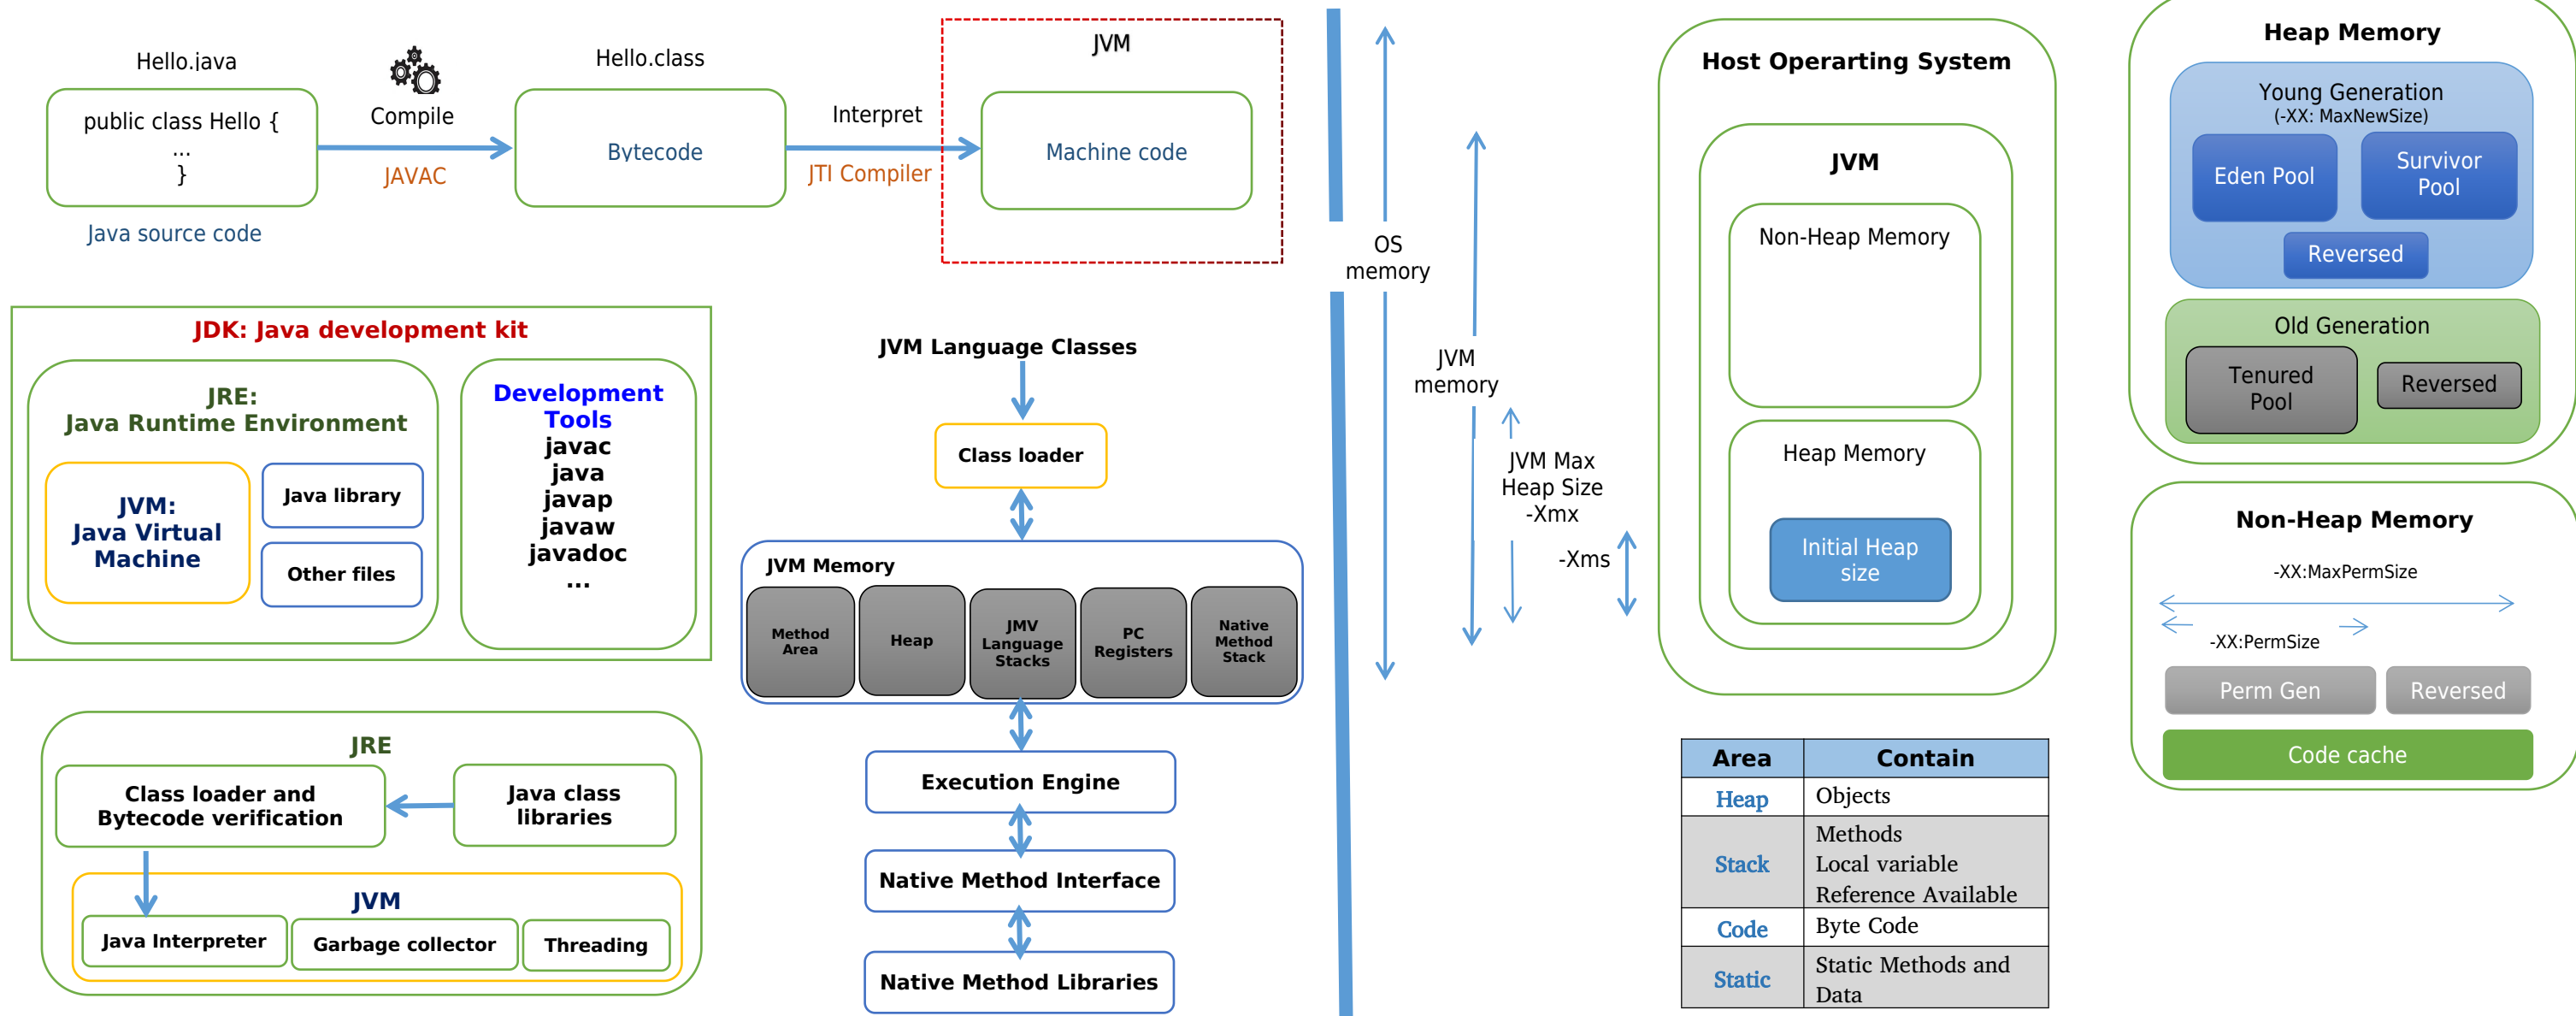 Hello.java
public class Hello {
...
}
Java source code
Compile
JAVAC
Hello.class
Bytecode
Interpret
JTI Compiler
JVM
Machine code
JDK: Java development kit
JRE:
Java Runtime Environment
JVM:
Java Virtual
Machine
Java library
Other files
Development
Tools
javac
java
javap
javaw
javadoc
...
JRE
Class loader and
Bytecode verification
Java class
libraries
JVM
Java Interpreter
Garbage collector
Threading
JVM Language Classes
Class loader
JVM Memory
Method
Area
Heap
JMV
Language
Stacks
PC
Registers
Native
Method
Stack
Execution Engine
Native Method Interface
Native Method Libraries
OS
memory
JVM
memory
JVM Max
Heap Size
-Xmx
-Xms
Host Operarting System
JVM
Non-Heap Memory
Heap Memory
Initial Heap
size
Area Contain
Heap Objects
Stack Methods
Local variable
Reference Available
Code Byte Code
Static Static Methods and
Data
Heap Memory
Young Generation
(-XX: MaxNewSize)
Eden Pool
Survivor
Pool
Reversed
Old Generation
Tenured
Pool
Reversed
Non-Heap Memory
-XX:MaxPermSize
-XX:PermSize
Perm Gen
Reversed
Code cache